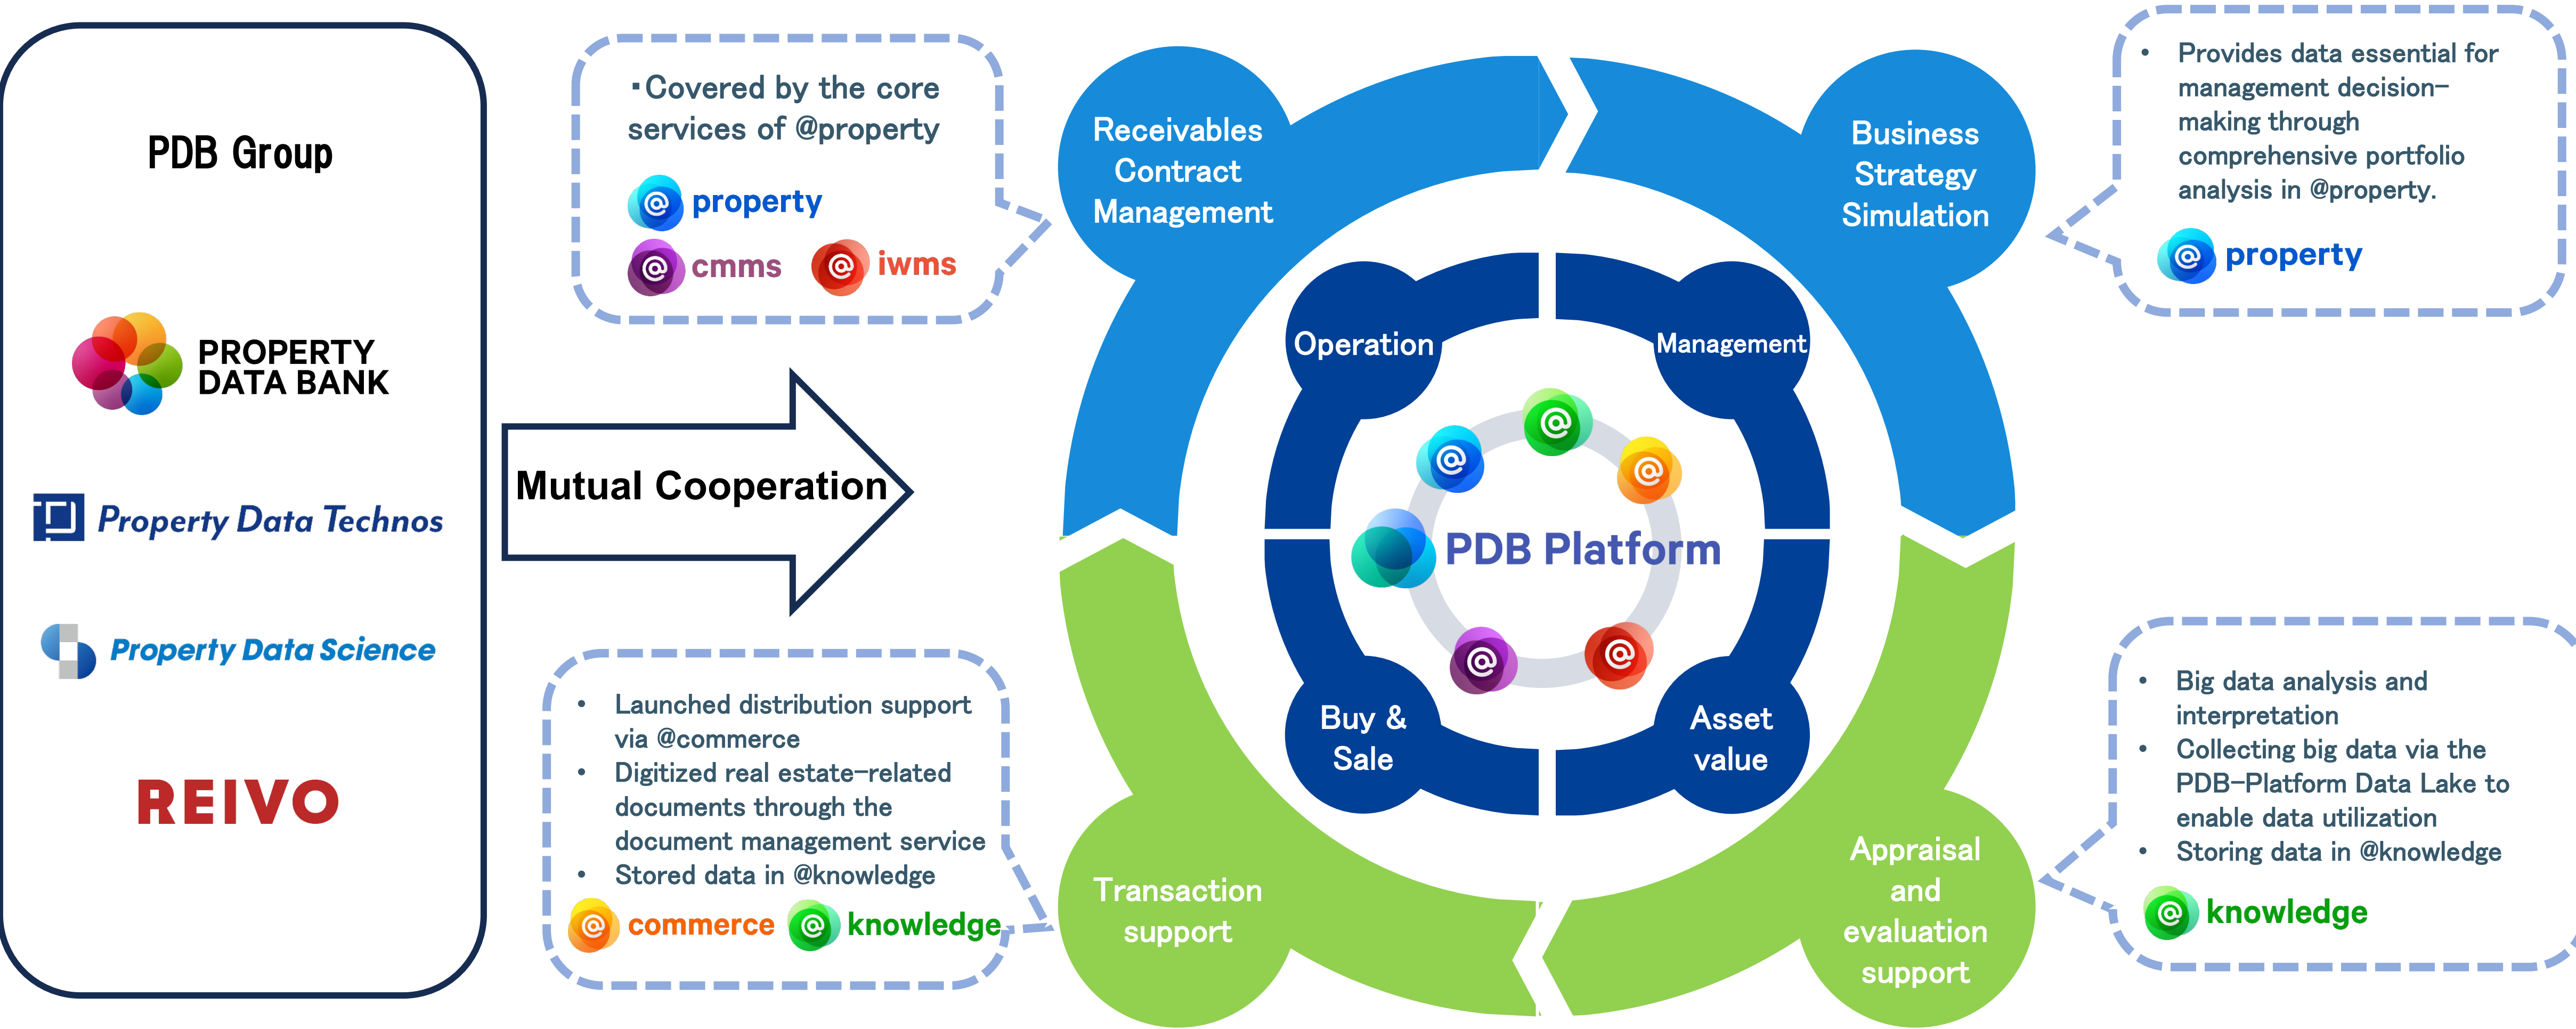 PDB Group
PROPERTY
DATA BANK
Property Data Technos
Property Data Science
REIVO
Mutual Cooperation
▪Covered by the core
services of @property
@ property
@ cmms
@ iwms
• Launched distribution support
via @commerce
• Digitized real estate-related
documents through the
document management service
• Stored data in @knowledge
@ commerce
@ knowledge
Receivables
Contract
Management
Business
Strategy
Simulation
Operation
Management
@
@
@
PDB Platform
@
@
Buy &
Sale
Asset
value
Transaction
support
Appraisal
and
evaluation
support
• Provides data essential for
management decision-
making through
comprehensive portfolio
analysis in @property.
@ property
• Big data analysis and
interpretation
• Collecting big data via the
PDB-Platform Data Lake to
enable data utilization
• Storing data in @knowledge
@ knowledge